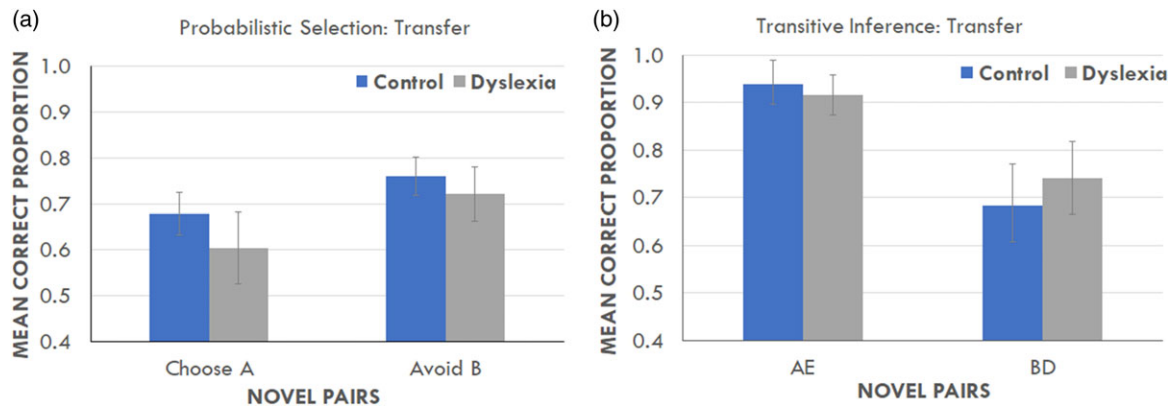 (a)
Probabilistic Selection: Transfer
MEAN CORRECT PROPORTION
1.0
0.9
0.8
0.7
0.6
0.5
0.4
Control Dyslexia
Choose A Avoid B
NOVEL PAIRS
(b)
Transitive Inference: Transfer
MEAN CORRECT PROPORTION
1.0
0.9
0.8
0.7
0.6
0.5
0.4
Control Dyslexia
AE BD
NOVEL PAIRS